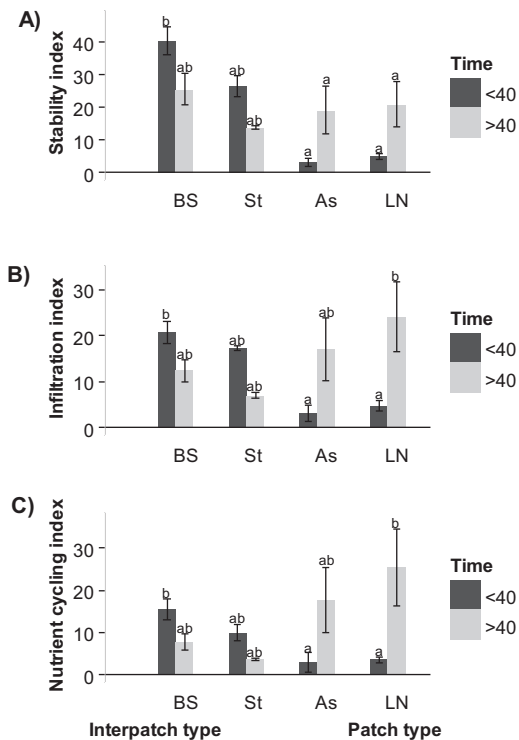 A)
Stability index
40
30
20
10
0
b
ab
ab
ab
a
a
a
a
BS
St
As
LN
Time
<40
>40
B)
Infiltration index
30
20
10
0
b
ab
ab
ab
a
ab
a
b
BS
St
As
LN
Time
<40
>40
C)
Nutrient cycling index
30
20
10
0
b
ab
ab
ab
a
ab
a
b
BS
St
As
LN
Time
<40
>40
Interpatch type
Patch type